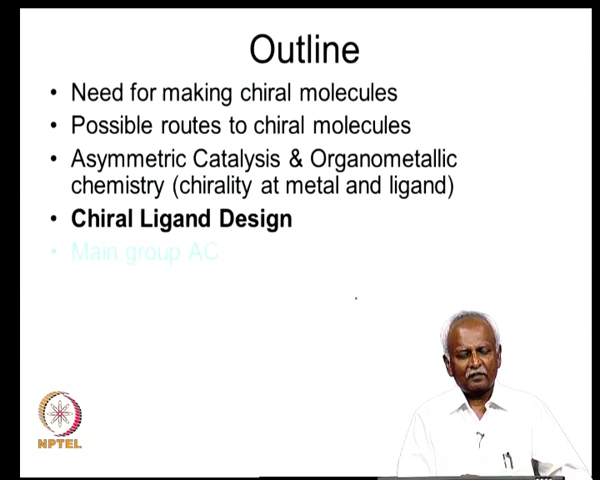 Outline
• Need for making chiral molecules
• Possible routes to chiral molecules
• Asymmetric Catalysis & Organometallic
chemistry (chirality at metal and ligand)
• Chiral Ligand Design
• Main group AC
NPTEL